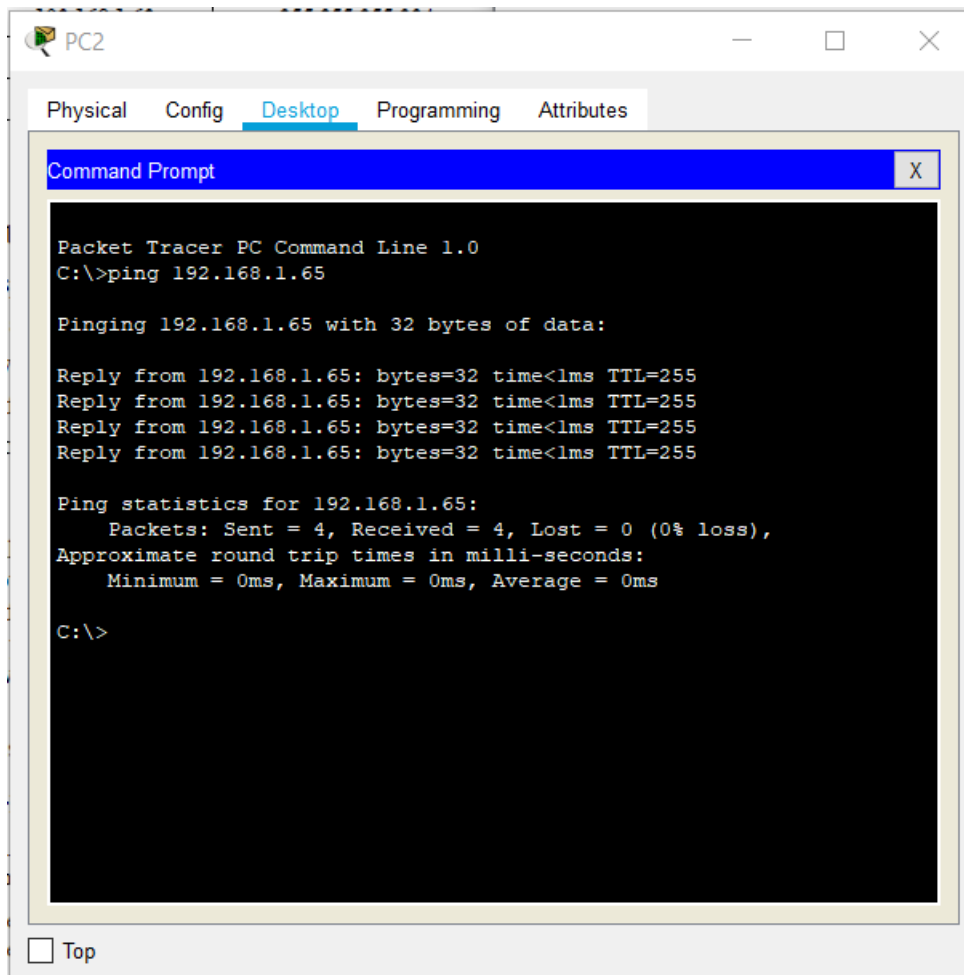 PC2
Physical Config Desktop Programming Attributes
Command Prompt
X
Packet Tracer PC Command Line 1.0
C:\>ping 192.168.1.65
Pinging 192.168.1.65 with 32 bytes of data:
Reply from 192.168.1.65: bytes=32 time<1ms TTL=255
Reply from 192.168.1.65: bytes=32 time<1ms TTL=255
Reply from 192.168.1.65: bytes=32 time<1ms TTL=255
Reply from 192.168.1.65: bytes=32 time<1ms TTL=255
Ping statistics for 192.168.1.65:
Packets: Sent = 4, Received = 4, Lost = 0 (0% loss),
Approximate round trip times in milli-seconds:
Minimum = 0ms, Maximum = 0ms, Average = 0ms
C:\>
Top